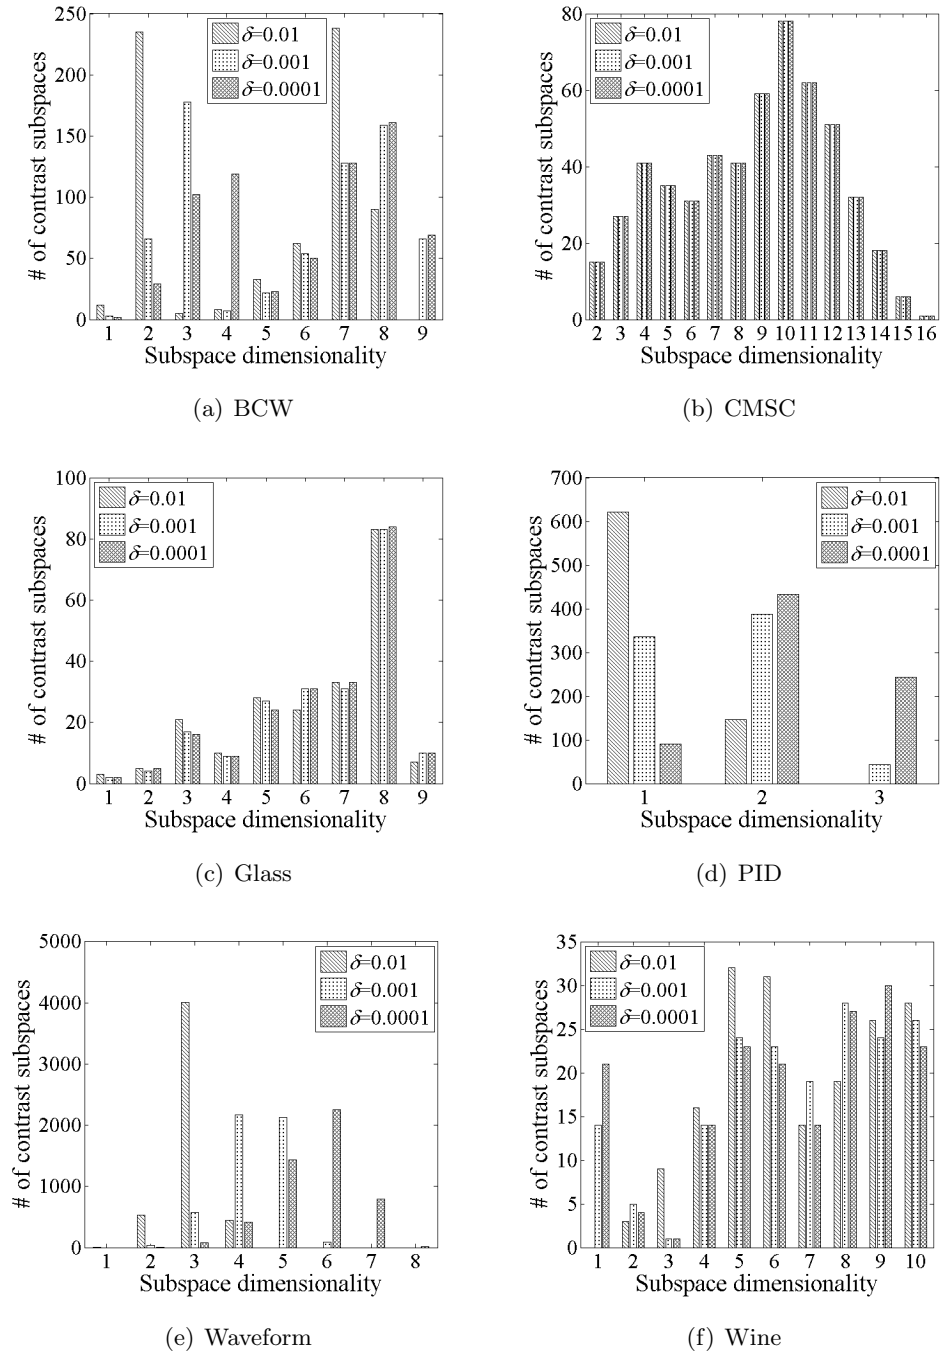 # of contrast subspaces
250
200
150
100
50
0
δ=0.01
δ=0.001
δ=0.0001
1 2 3 4 5 6 7 8 9
Subspace dimensionality
(a) BCW
# of contrast subspaces
80
60
40
20
0
δ=0.01
δ=0.001
δ=0.0001
2 3 4 5 6 7 8 9 10 11 12 13 14 15 16
Subspace dimensionality
(b) CMSC
# of contrast subspaces
100
80
60
40
20
0
δ=0.01
δ=0.001
δ=0.0001
1 2 3 4 5 6 7 8 9
Subspace dimensionality
(c) Glass
# of contrast subspaces
700
600
500
400
300
200
100
0
δ=0.01
δ=0.001
δ=0.0001
1 2 3
Subspace dimensionality
(d) PID
# of contrast subspaces
5000
4000
3000
2000
1000
0
δ=0.01
δ=0.001
δ=0.0001
1 2 3 4 5 6 7 8
Subspace dimensionality
(e) Waveform
# of contrast subspaces
35
30
25
20
15
10
5
0
δ=0.01
δ=0.001
δ=0.0001
1 2 3 4 5 6 7 8 9 10
Subspace dimensionality
(f) Wine